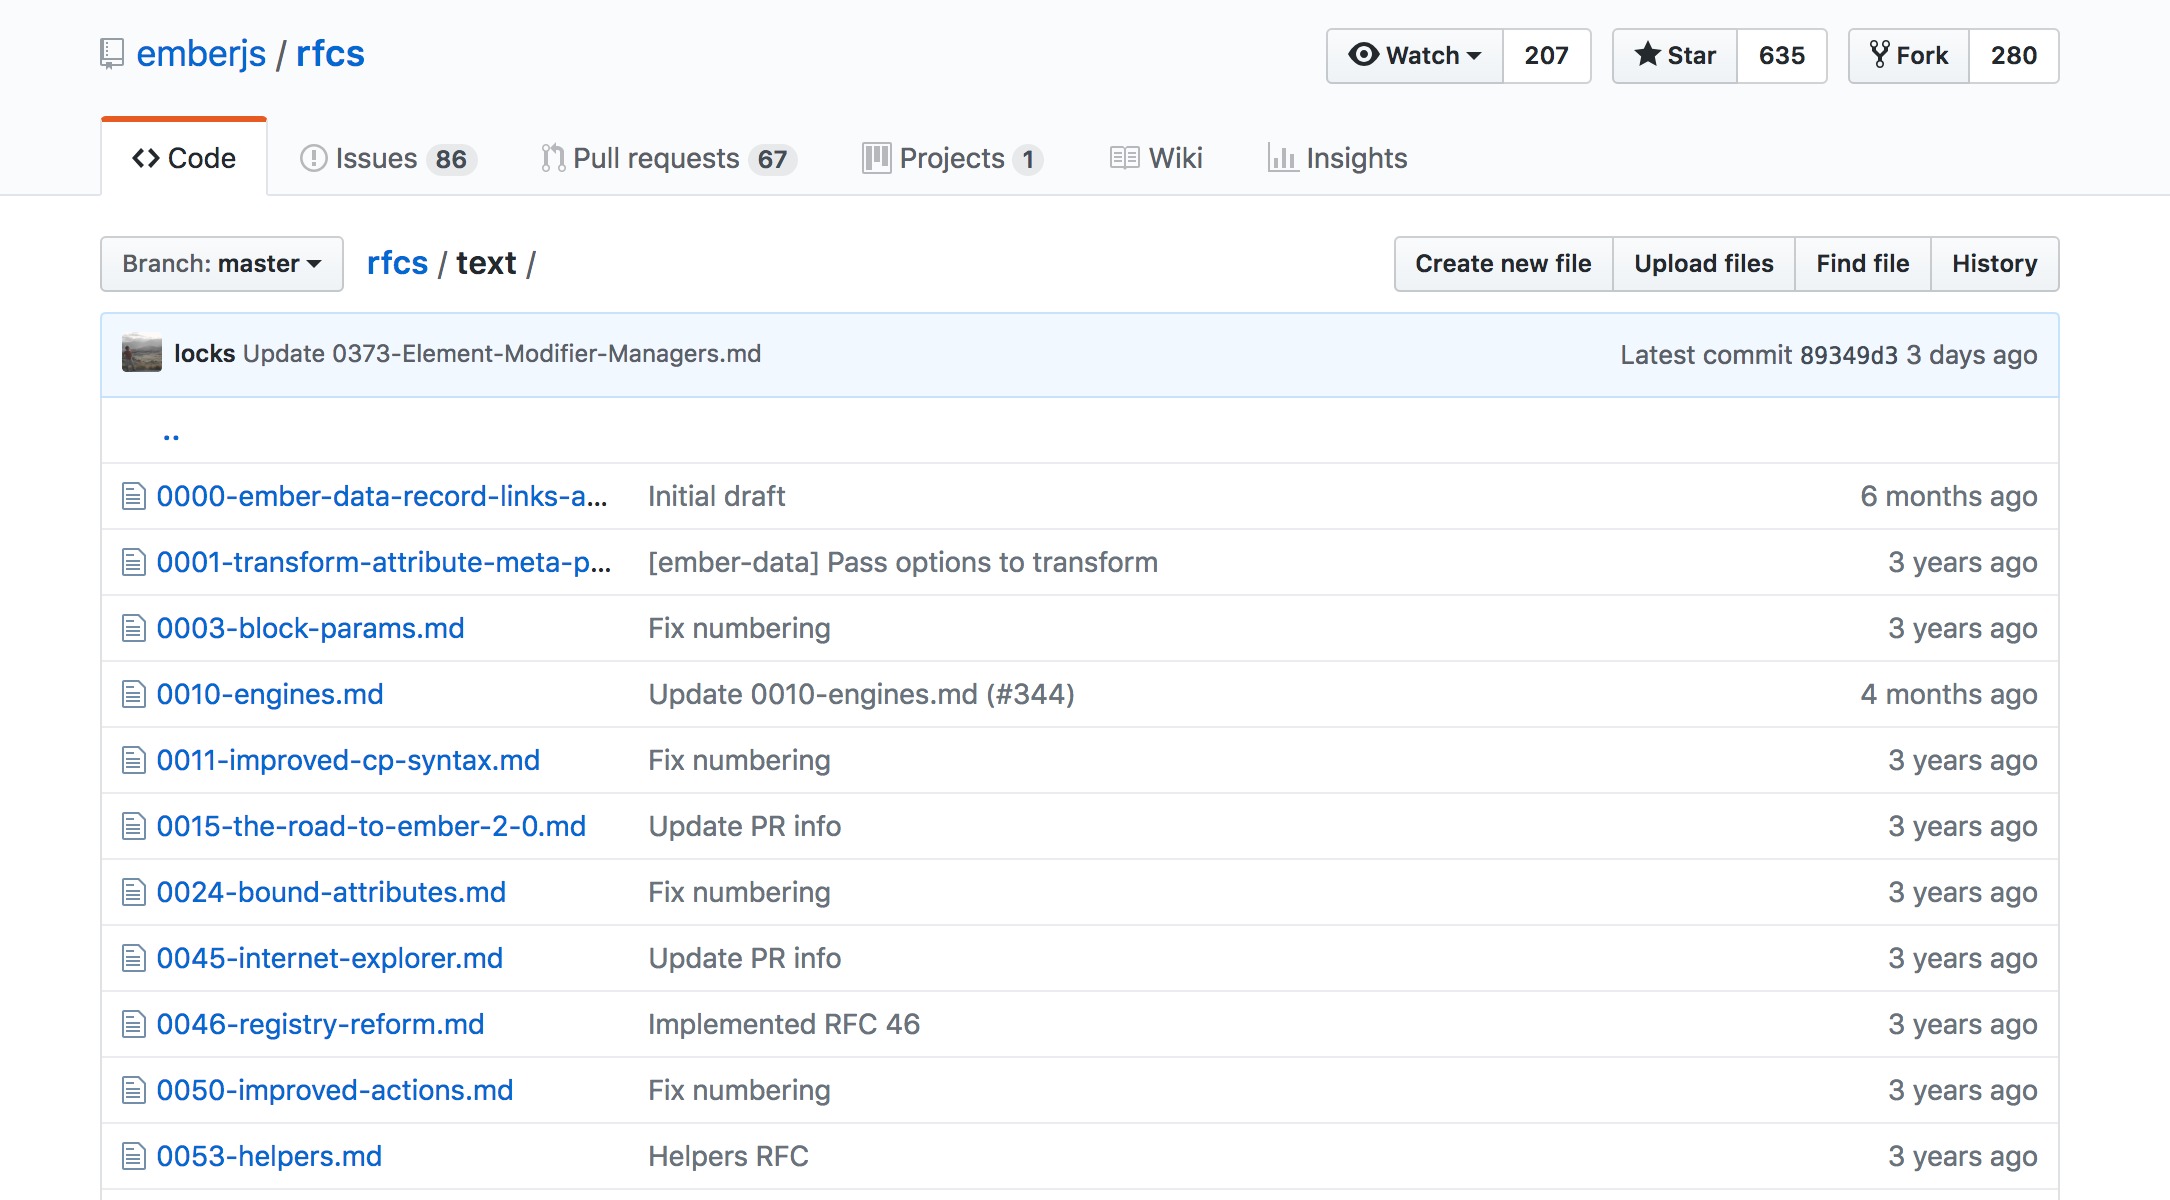 emberjs / rfcs
Watch 207 Star 635 Fork 280
Code Issues 86 Pull requests 67 Projects 1 Wiki Insights
Branch: master rfcs / text / Create new file Upload files Find file History
locks Update 0373-Element-Modifier-Managers.md Latest commit 89349d3 3 days ago
..
0000-ember-data-record-links-a... Initial draft 6 months ago
0001-transform-attribute-meta-p... [ember-data] Pass options to transform 3 years ago
0003-block-params.md Fix numbering 3 years ago
0010-engines.md Update 0010-engines.md (#344) 4 months ago
0011-improved-cp-syntax.md Fix numbering 3 years ago
0015-the-road-to-ember-2-0.md Update PR info 3 years ago
0024-bound-attributes.md Fix numbering 3 years ago
0045-internet-explorer.md Update PR info 3 years ago
0046-registry-reform.md Implemented RFC 46 3 years ago
0050-improved-actions.md Fix numbering 3 years ago
0053-helpers.md Helpers RFC 3 years ago